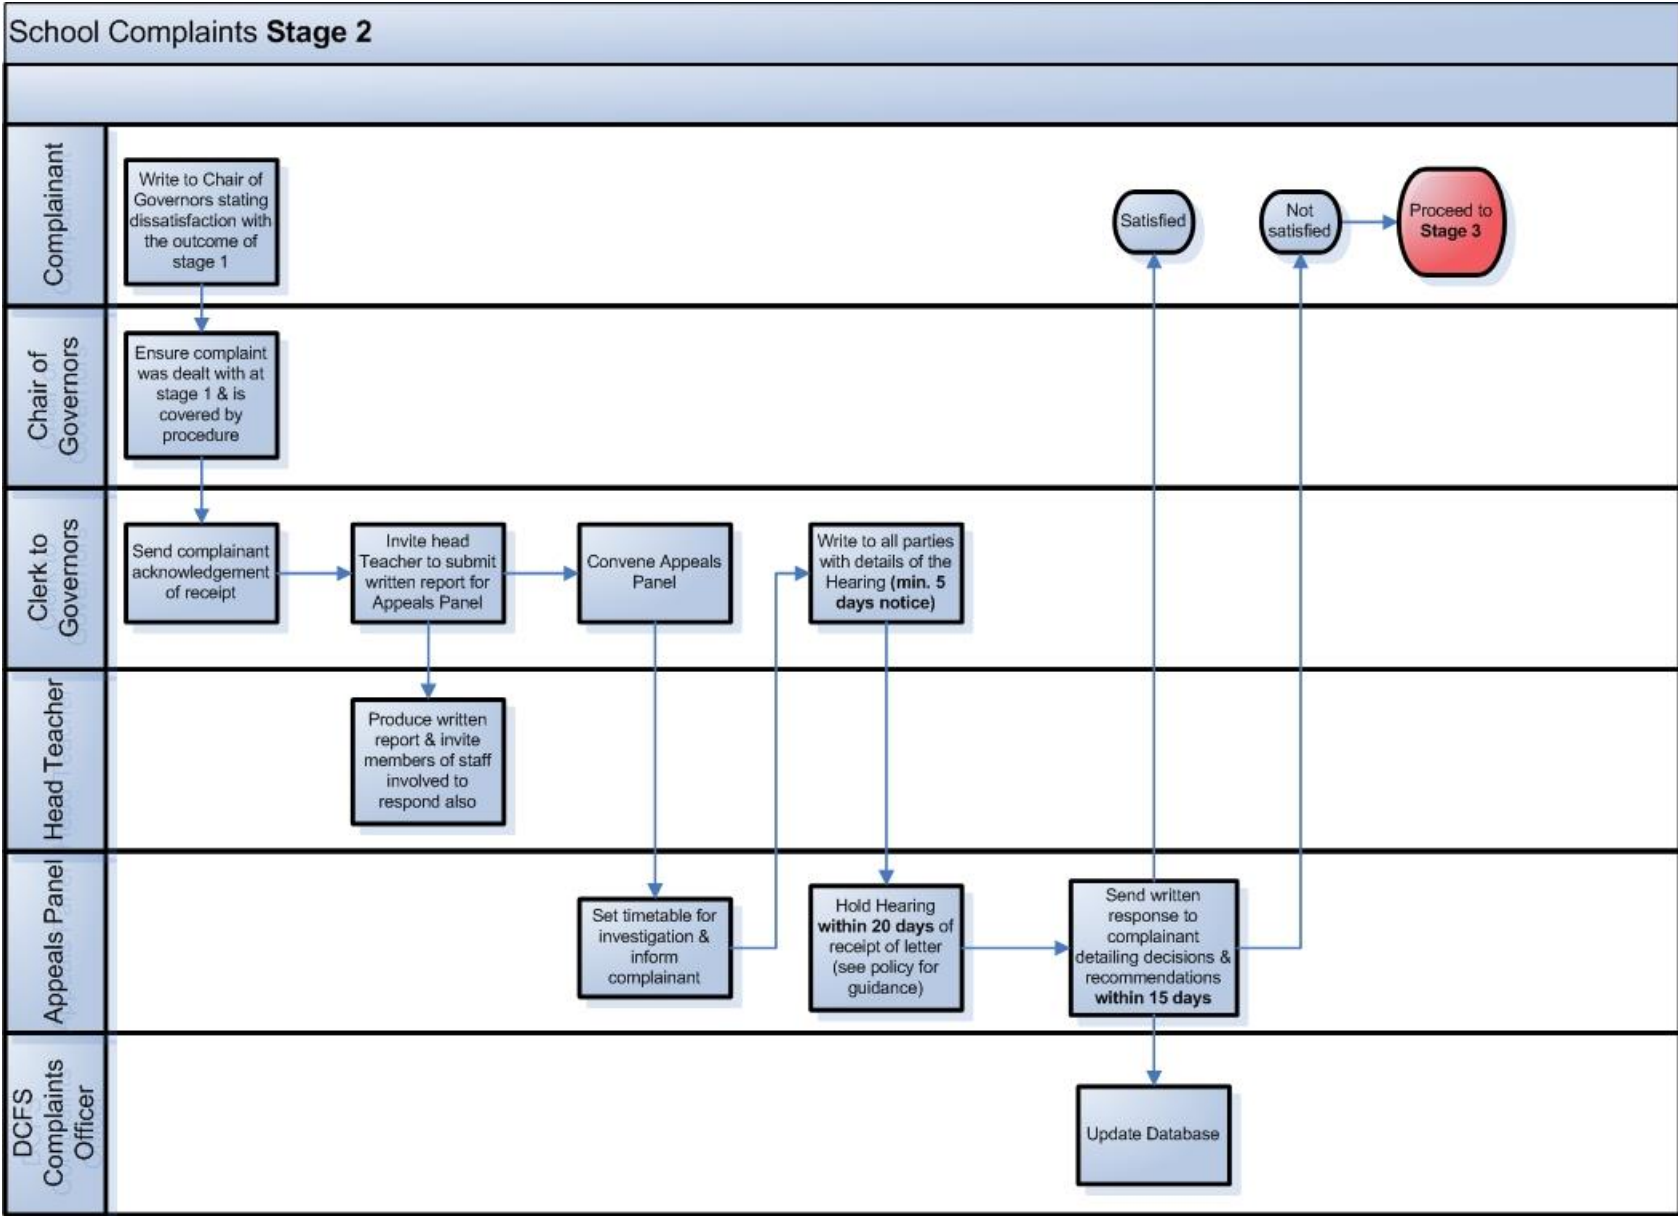 School Complaints Stage 2
Complainant
Write to Chair of
Governors stating
dissatisfaction with
the outcome of
stage 1
Satisfied
Not
satisfied
Proceed to
Stage 3
Chair of
Governors
Ensure complaint
was dealt with at
stage 1 & is
covered by
procedure
Clerk to
Governors
Send complainant
acknowledgement
of receipt
Invite head
Teacher to submit
written report for
Appeals Panel
Convene Appeals
Panel
Write to all parties
with details of the
Hearing (min. 5
days notice)
Head Teacher
Produce written
report & invite
members of staff
involved to
respond also
Appeals Panel
Set timetable for
investigation &
inform
complainant
Hold Hearing
within 20 days of
receipt of letter
(see policy for
guidance)
Send written
response to
complainant
detailing decisions &
recommendations
within 15 days
DCFS
Complaints
Officer
Update Database